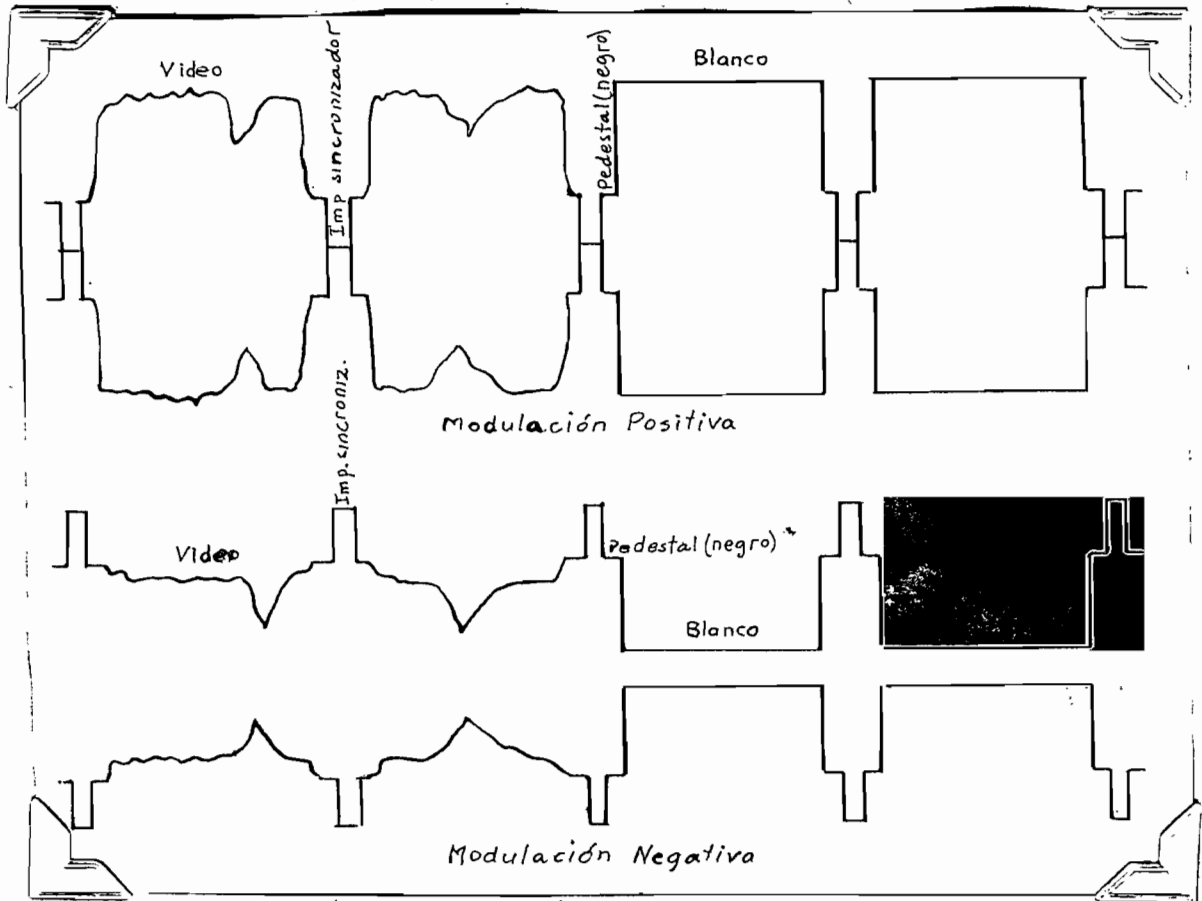 Video
Imp sincronizador
Pedestal (negro)
Blanco
Modulación Positiva
Imp. sincroniz.
Video
Pedestal (negro) *
Blanco
Modulación Negativa